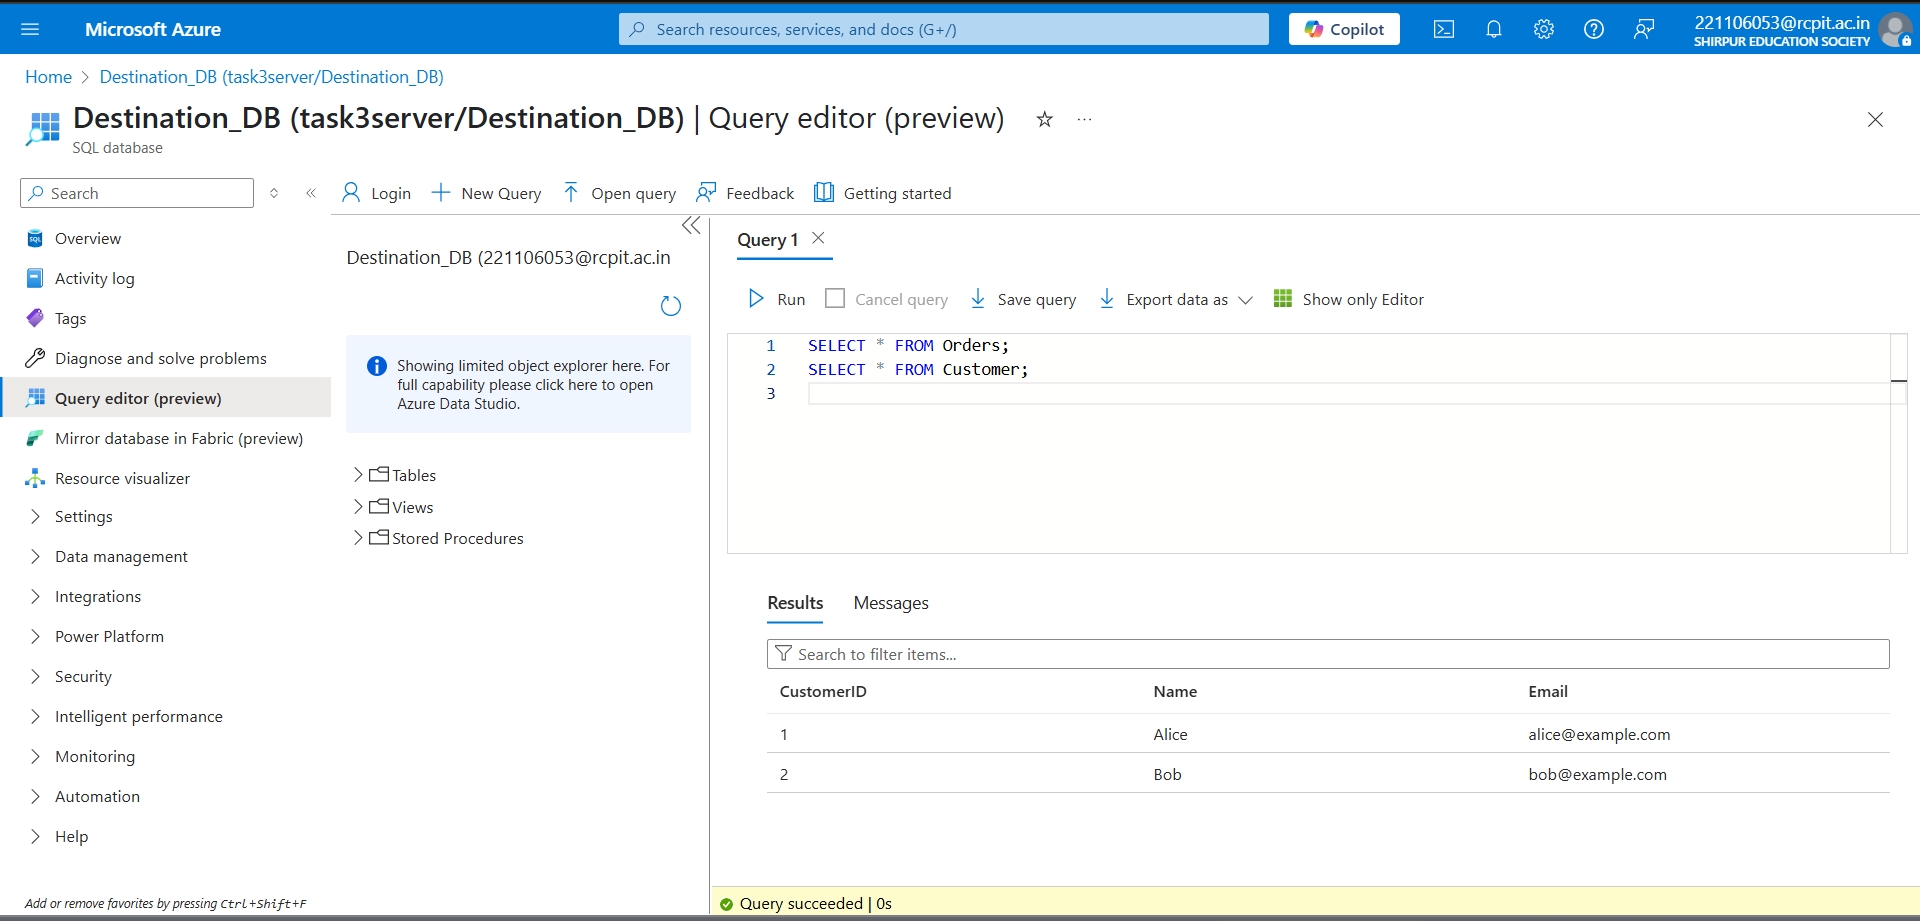 Microsoft Azure
Search resources, services, and docs (G+/)
Copilot
221106053@rcpit.ac.in
SHIRPUR EDUCATION SOCIETY
Home > Destination_DB (task3server/Destination_DB)
Destination_DB (task3server/Destination_DB) | Query editor (preview)
SQL database
Search
Login
New Query
Open query
Feedback
Getting started
Overview
Activity log
Tags
Diagnose and solve problems
Query editor (preview)
Mirror database in Fabric (preview)
Resource visualizer
Settings
Data management
Integrations
Power Platform
Security
Intelligent performance
Monitoring
Automation
Help
Add or remove favorites by pressing Ctrl+Shift+F
Destination_DB (221106053@rcpit.ac.in
Showing limited object explorer here. For
full capability please click here to open
Azure Data Studio.
Tables
Views
Stored Procedures
Query 1
Run
Cancel query
Save query
Export data as
Show only Editor
1 SELECT * FROM Orders;
2 SELECT * FROM Customer;
3
Results Messages
Search to filter items...
CustomerID Name Email
1 Alice alice@example.com
2 Bob bob@example.com
Query succeeded | 0s